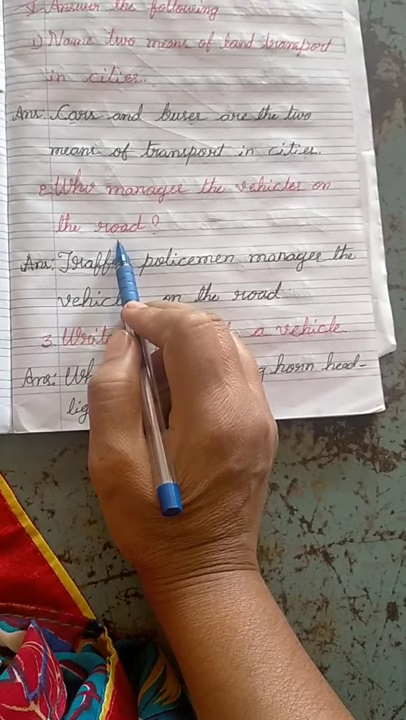 I) Answer the following
1) Name two means of land transport
in cities.
Ans: Cars and buses are the two
means of transport in cities.
2. Who manages the vehicles on
the road?
Ans: Traffic policemen manages the
on the road.
3. a vehicle
Ans: horn head-